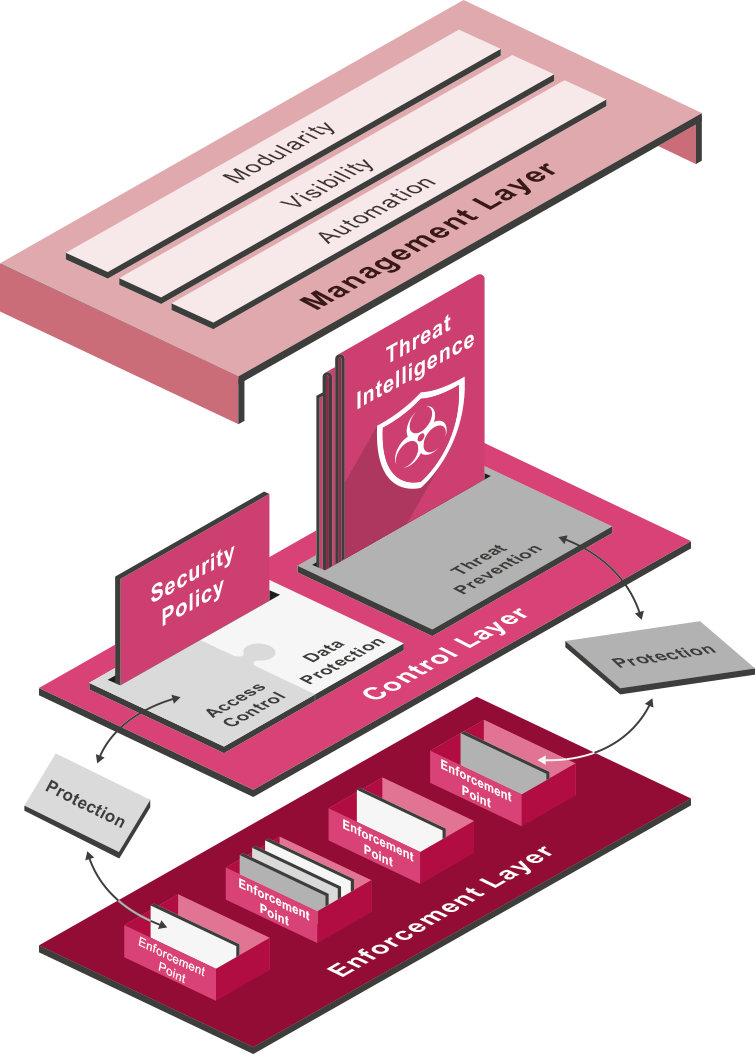 Modularity
Visibility
Automation
Management Layer
Threat
Intelligence
Security
Policy
Threat
Prevention
Data
Protection
Access
Control
Control Layer
Protection
Protection
Enforcement
Point
Enforcement
Point
Enforcement
Point
Enforcement
Point
Enforcement Layer